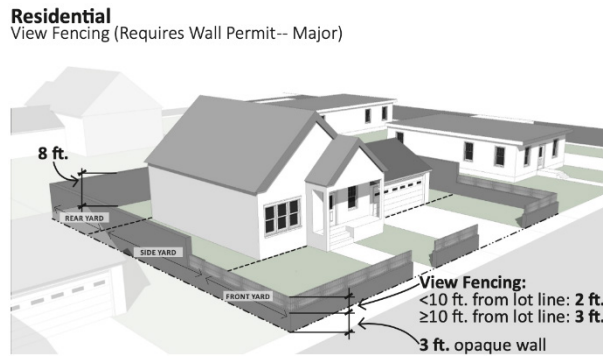 Residential
View Fencing (Requires Wall Permit-- Major)
8 ft.
REAR YARD
SIDE YARD
FRONT YARD
View Fencing:
<10 ft. from lot line: 2 ft.
≥10 ft. from lot line: 3 ft.
3 ft. opaque wall